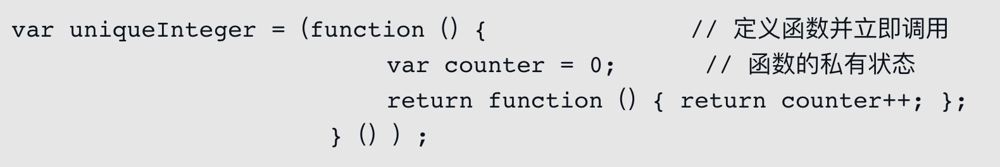 var uniqueInteger = (function () { // 定义函数并立即调用
var counter = 0; // 函数的私有状态
return function () { return counter++; };
} () ) ;